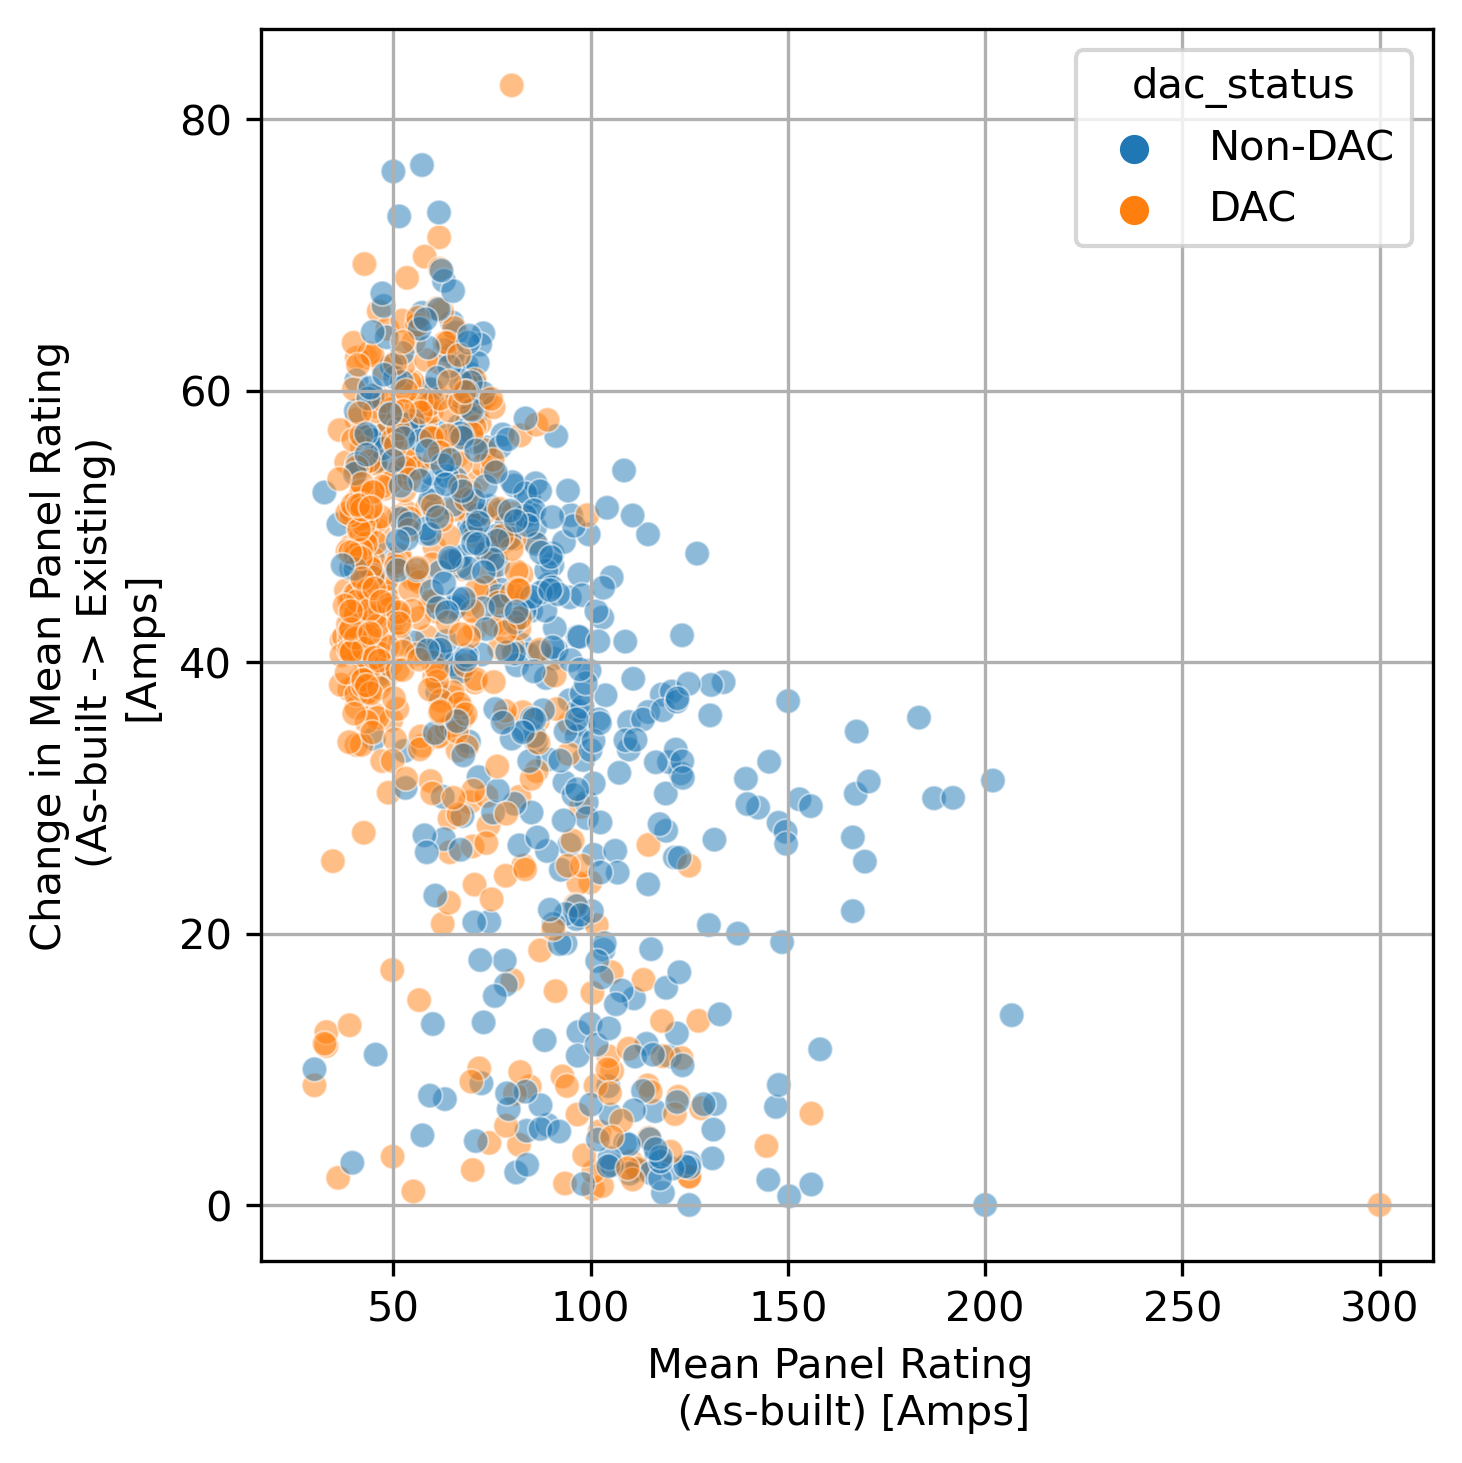 dac_status
Non-DAC
DAC
80
60
40
20
0
Change in Mean Panel Rating
(As-built -> Existing)
[Amps]
50 100 150 200 250 300
Mean Panel Rating
(As-built) [Amps]